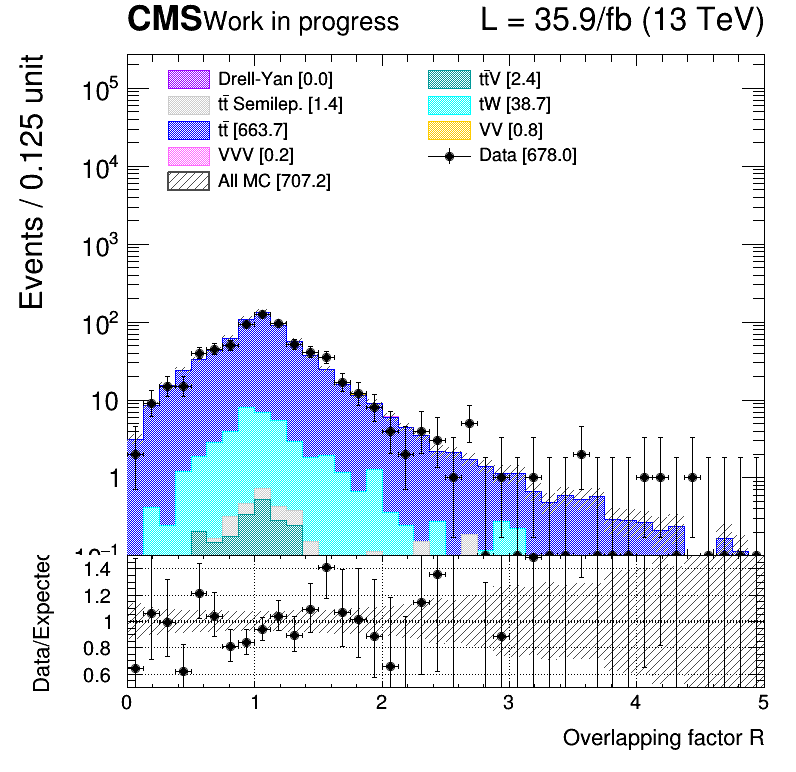 CMS Work in progress L = 35.9/fb (13 TeV)
Events / 0.125 unit
Drell-Yan [0.0]
tt̄ Semilep. [1.4]
tt̄ [663.7]
VVV [0.2]
All MC [707.2]
tt̄V [2.4]
tW [38.7]
VV [0.8]
Data [678.0]
10⁵
10⁴
10³
10²
10
1
10⁻¹
Data/Expected
1.4
1.2
1
0.8
0.6
0 1 2 3 4 5
Overlapping factor R